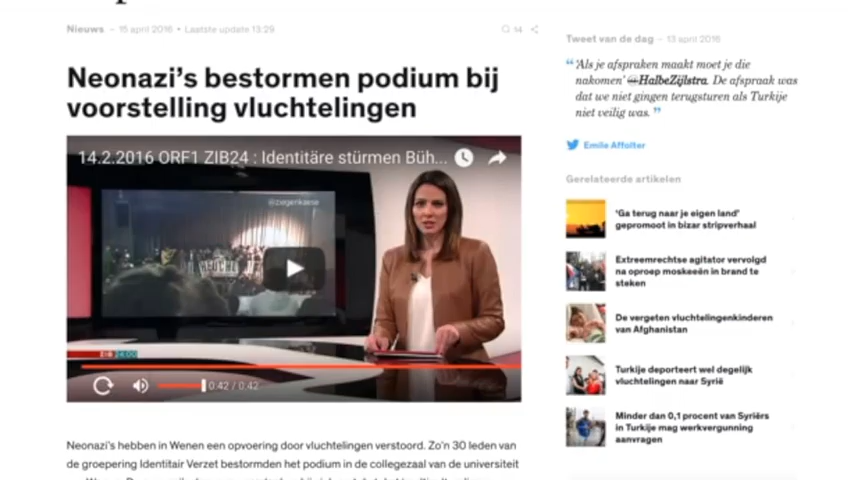 Nieuws – 15 april 2016 • Laatste update 13:29
14
Neonazi's bestormen podium bij
voorstelling vluchtelingen
14.2.2016 ORF1 ZIB24 : Identitäre stürmen Büh...
@ziegenkaese
ZIB 24:00
0:42 / 0:42
Neonazi's hebben in Wenen een opvoering door vluchtelingen verstoord. Zo'n 30 leden van
de groepering Identitair Verzet bestormden het podium in de collegezaal van de universiteit
Tweet van de dag – 13 april 2016
“ 'Als je afspraken maakt moet je die
nakomen' @HalbeZijlstra. De afspraak was
dat we niet gingen terugsturen als Turkije
niet veilig was. ”
Emile Affolter
Gerelateerde artikelen
'Ga terug naar je eigen land'
gepromoot in bizar stripverhaal
Extreemrechtse agitator vervolgd
na oproep moskeeën in brand te
steken
De vergeten vluchtelingenkinderen
van Afghanistan
Turkije deporteert wel degelijk
vluchtelingen naar Syrië
Minder dan 0,1 procent van Syriërs
in Turkije mag werkvergunning
aanvragen